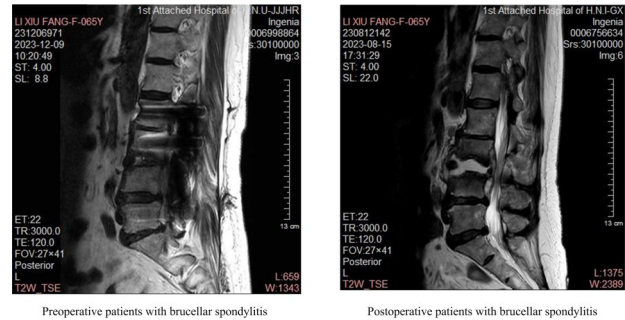 1st Attached Hospital of H.N.U-JJJHR
LI XIU FANG-F-065Y
Ingenia
231206971
0006998864
2023-12-09
rs:30100000
10:20:49
Img:3
ST: 4.00
SL: 8.8
13 cm
ET:22
TR:3000.0
TE:120.0
FOV:27×41
Posterior
L
L:659
T2W_TSE
W:1343
Preoperative patients with brucellar spondylitis
1st Attached Hospital of H.N.I-GX
LI XIU FANG-F-065Y
Ingenia
230812142
0006756634
2023-08-15
Srs:30100000
17:31:29
Img:6
ST: 4.00
SL: 22.0
13 cm
ET:22
TR:3000.0
TE:120.0
FOV:27×41
Posterior
L
L:1375
T2W_TSE
W:2389
Postoperative patients with brucellar spondylitis